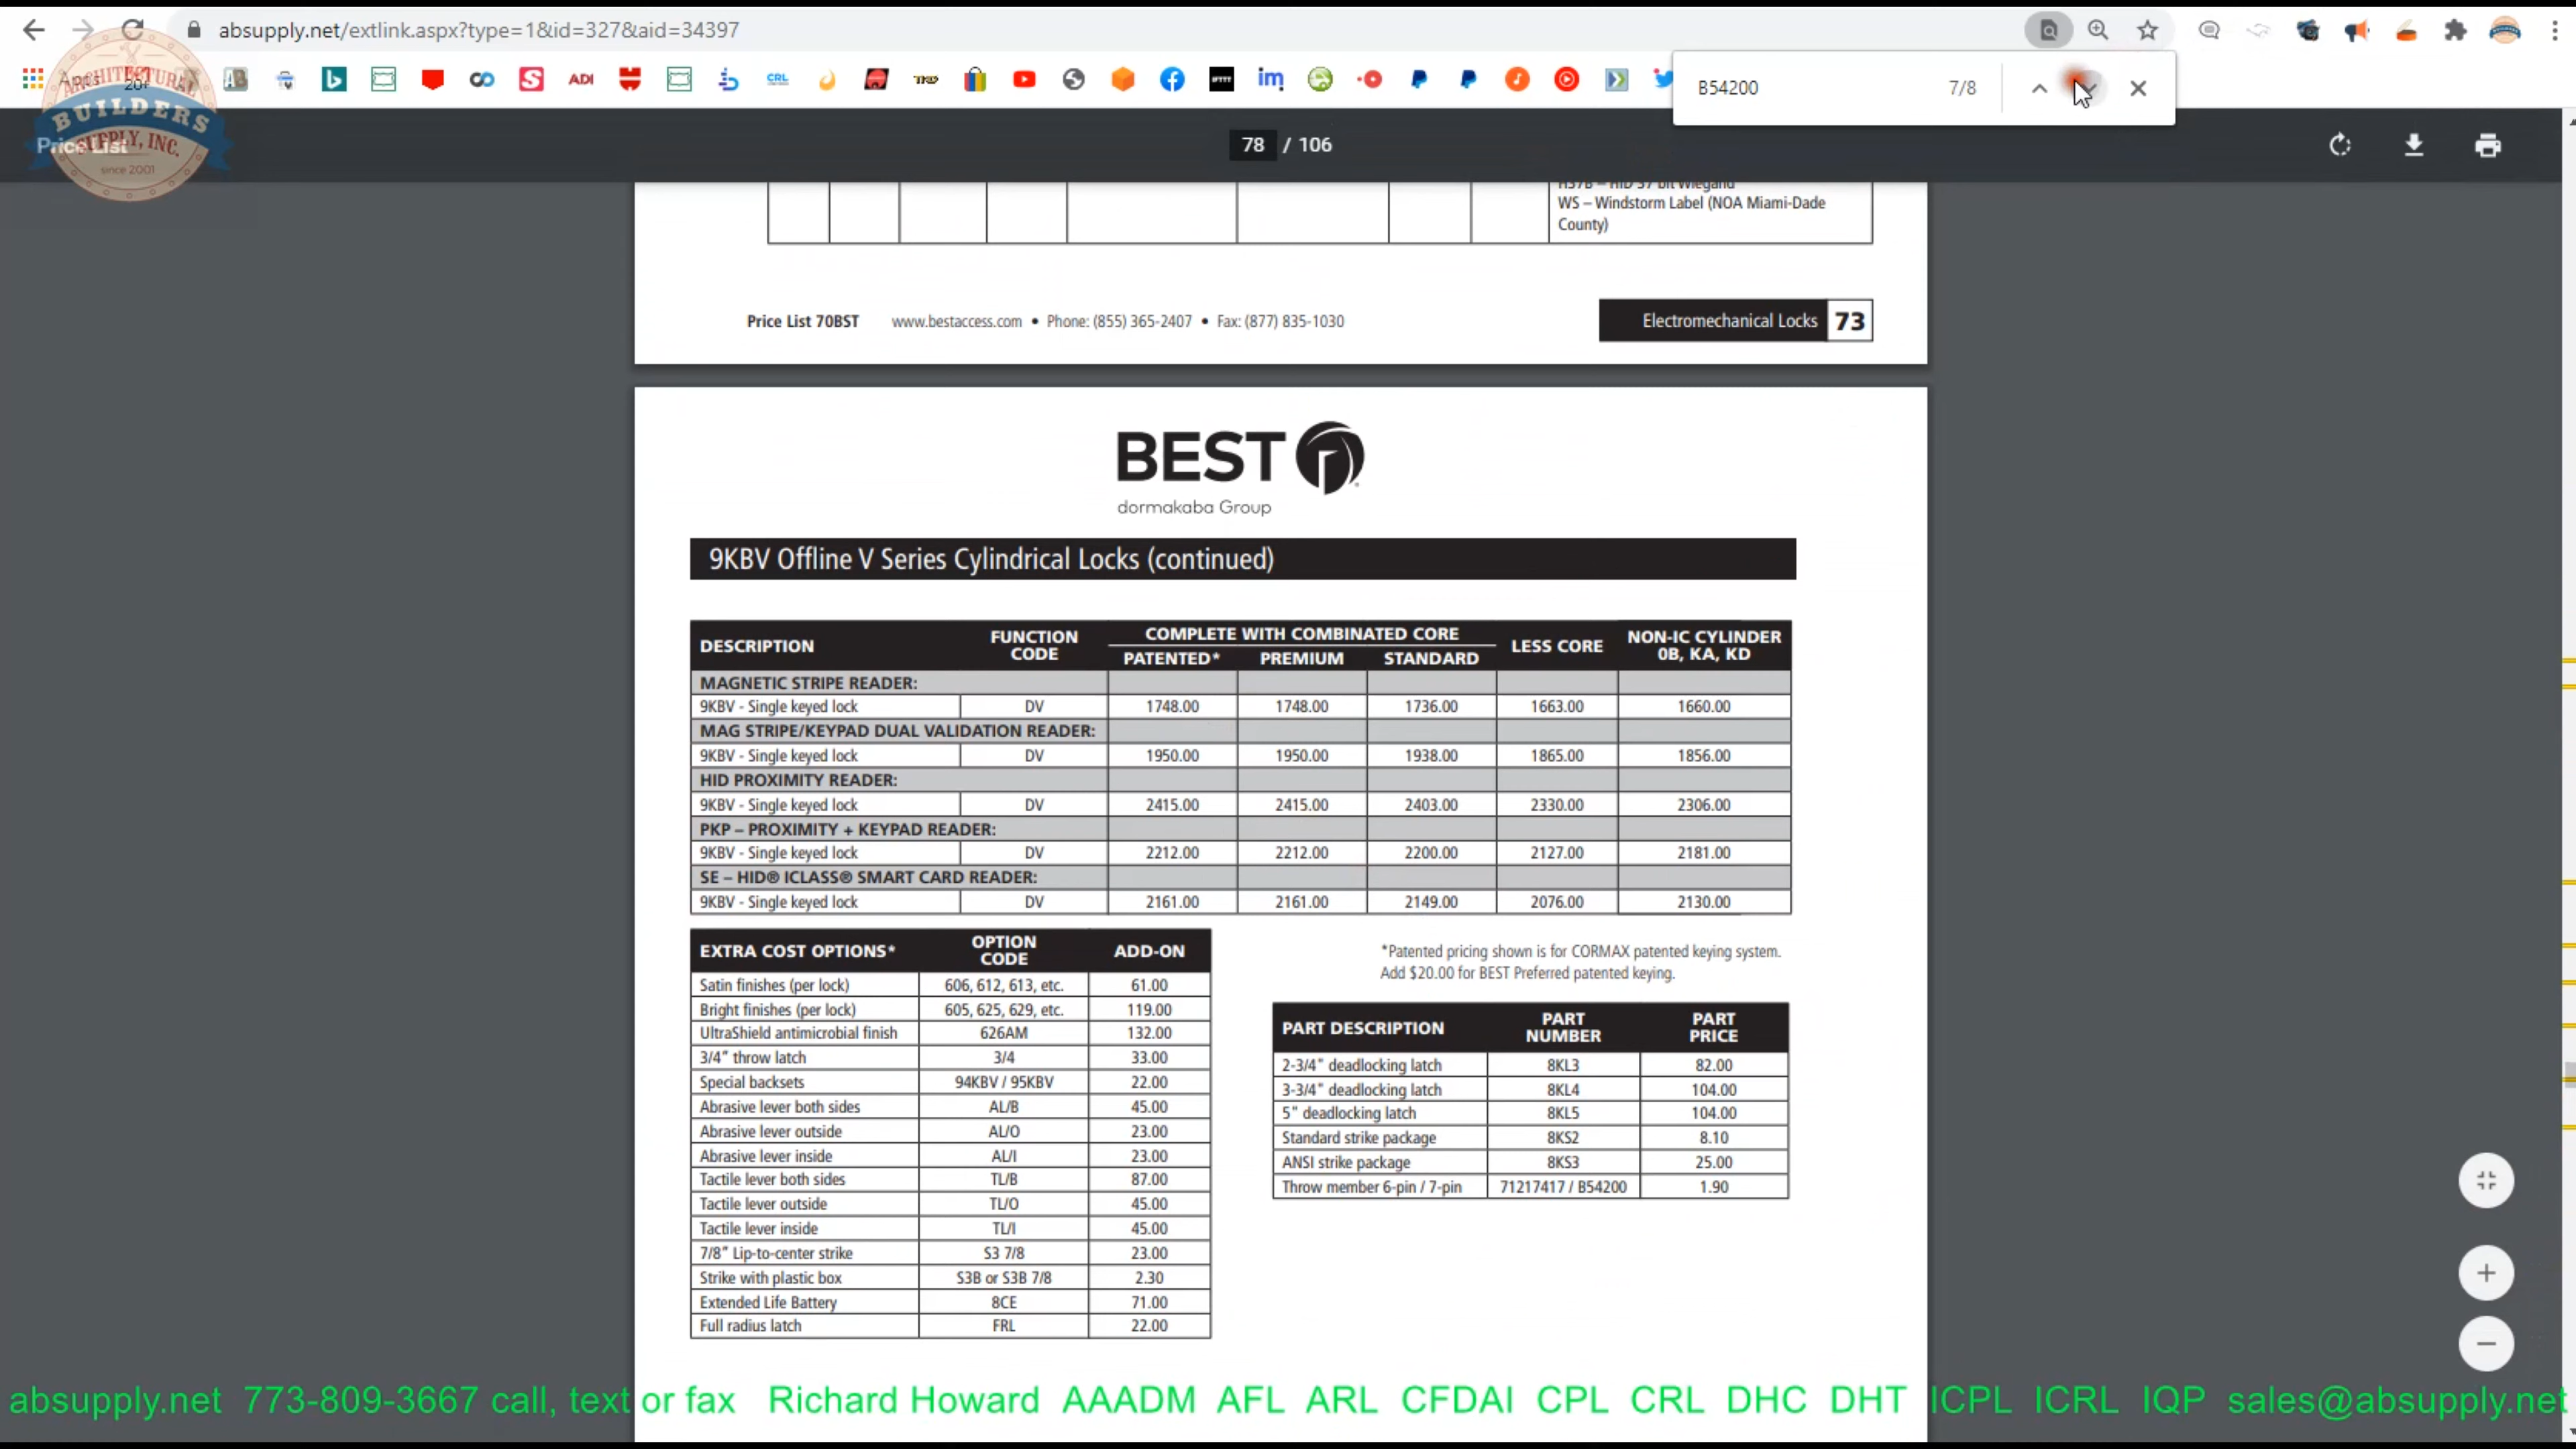 absupply.net/extlink.aspx?type=1&id=327&aid=34397
B54200 7/8
ARCHITECTURAL
Apps 20+
BUILDERS
SUPPLY, INC.
since 2001
Price List
78 / 106
H37B – HID 37 bit Wiegand
WS – Windstorm Label (NOA Miami-Dade
County)
Price List 70BST www.bestaccess.com • Phone: (855) 365-2407 • Fax: (877) 835-1030
Electromechanical Locks 73
BEST
dormakaba Group
9KBV Offline V Series Cylindrical Locks (continued)
DESCRIPTION FUNCTION CODE COMPLETE WITH COMBINATED CORE LESS CORE NON-IC CYLINDER 0B, KA, KD
PATENTED* PREMIUM STANDARD
MAGNETIC STRIPE READER:
9KBV - Single keyed lock DV 1748.00 1748.00 1736.00 1663.00 1660.00
MAG STRIPE/KEYPAD DUAL VALIDATION READER:
9KBV - Single keyed lock DV 1950.00 1950.00 1938.00 1865.00 1856.00
HID PROXIMITY READER:
9KBV - Single keyed lock DV 2415.00 2415.00 2403.00 2330.00 2306.00
PKP – PROXIMITY + KEYPAD READER:
9KBV - Single keyed lock DV 2212.00 2212.00 2200.00 2127.00 2181.00
SE – HID® ICLASS® SMART CARD READER:
9KBV - Single keyed lock DV 2161.00 2161.00 2149.00 2076.00 2130.00
EXTRA COST OPTIONS* OPTION CODE ADD-ON
Satin finishes (per lock) 606, 612, 613, etc. 61.00
Bright finishes (per lock) 605, 625, 629, etc. 119.00
UltraShield antimicrobial finish 626AM 132.00
3/4" throw latch 3/4 33.00
Special backsets 94KBV / 95KBV 22.00
Abrasive lever both sides AL/B 45.00
Abrasive lever outside AL/O 23.00
Abrasive lever inside AL/I 23.00
Tactile lever both sides TL/B 87.00
Tactile lever outside TL/O 45.00
Tactile lever inside TL/I 45.00
7/8" Lip-to-center strike S3 7/8 23.00
Strike with plastic box S3B or S3B 7/8 2.30
Extended Life Battery 8CE 71.00
Full radius latch FRL 22.00
*Patented pricing shown is for CORMAX patented keying system.
Add $20.00 for BEST Preferred patented keying.
PART DESCRIPTION PART NUMBER PART PRICE
2-3/4" deadlocking latch 8KL3 82.00
3-3/4" deadlocking latch 8KL4 104.00
5" deadlocking latch 8KL5 104.00
Standard strike package 8KS2 8.10
ANSI strike package 8KS3 25.00
Throw member 6-pin / 7-pin 71217417 / B54200 1.90
absupply.net 773-809-3667 call, text or fax Richard Howard AAADM AFL ARL CFDAI CPL CRL DHC DHT ICPL ICRL IQP sales@absupply.net